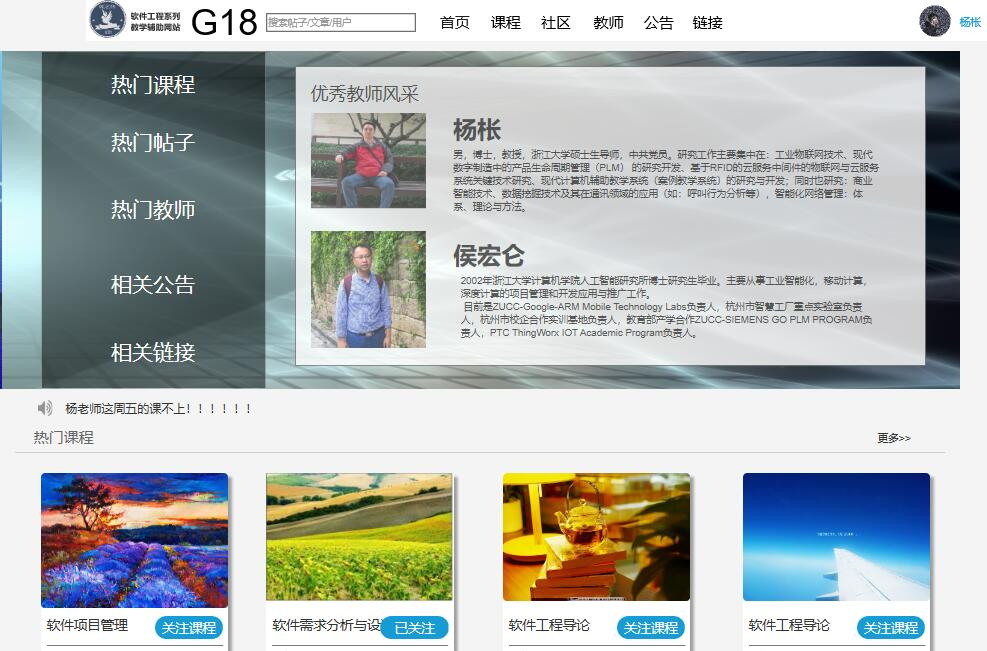 软件工程系列
教学辅助网站
G18
搜索帖子/文章/用户
首页 课程 社区 教师 公告 链接
杨枨
热门课程
热门帖子
热门教师
相关公告
相关链接
优秀教师风采
杨枨
男，博士，教授，浙江大学硕士生导师，中共党员。研究工作主要集中在：工业物联网技术、现代
数字制造中的产品生命周期管理（PLM）的研究开发、基于RFID的云服务中间件的物联网与云服务
系统关键技术研究、现代计算机辅助教学系统（案例教学系统）的研究与开发；同时也研究：商业
智能技术、数据挖掘技术及其在通讯领域的应用（如：呼叫行为分析等），智能化网络管理：体
系、理论与方法。
侯宏仑
2002年浙江大学计算机学院人工智能研究所博士研究生毕业。主要从事工业智能化，移动计算，
深度计算的项目管理和开发应用与推广工作。
目前是ZUCC-Google-ARM Mobile Technology Labs负责人，杭州市智慧工厂重点实验室负责
人，杭州市校企合作实训基地负责人，教育部产学合作ZUCC-SIEMENS GO PLM PROGRAM负
责人，PTC ThingWorx IOT Academic Program负责人。
杨老师这周五的课不上！！！！！！
热门课程
更多>>
软件项目管理 关注课程
软件需求分析与设 已关注
软件工程导论 关注课程
软件工程导论 关注课程